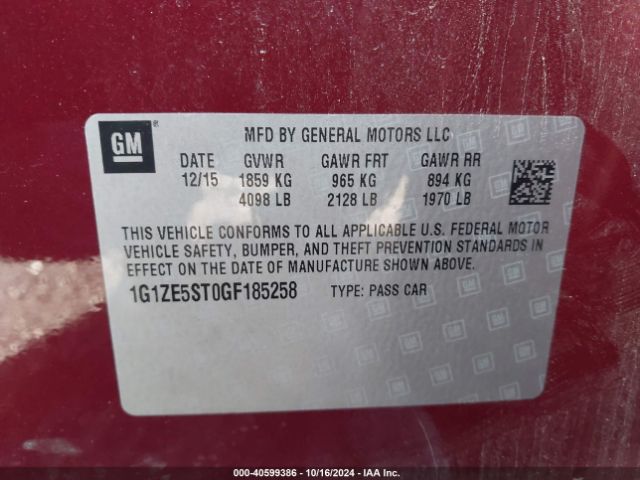 GM ®
MFD BY GENERAL MOTORS LLC
DATE GVWR GAWR FRT GAWR RR
12/15 1859 KG 965 KG 894 KG
4098 LB 2128 LB 1970 LB
THIS VEHICLE CONFORMS TO ALL APPLICABLE U.S. FEDERAL MOTOR
VEHICLE SAFETY, BUMPER, AND THEFT PREVENTION STANDARDS IN
EFFECT ON THE DATE OF MANUFACTURE SHOWN ABOVE.
1G1ZE5ST0GF185258 TYPE: PASS CAR
000-40599386 - 10/16/2024 - IAA Inc.